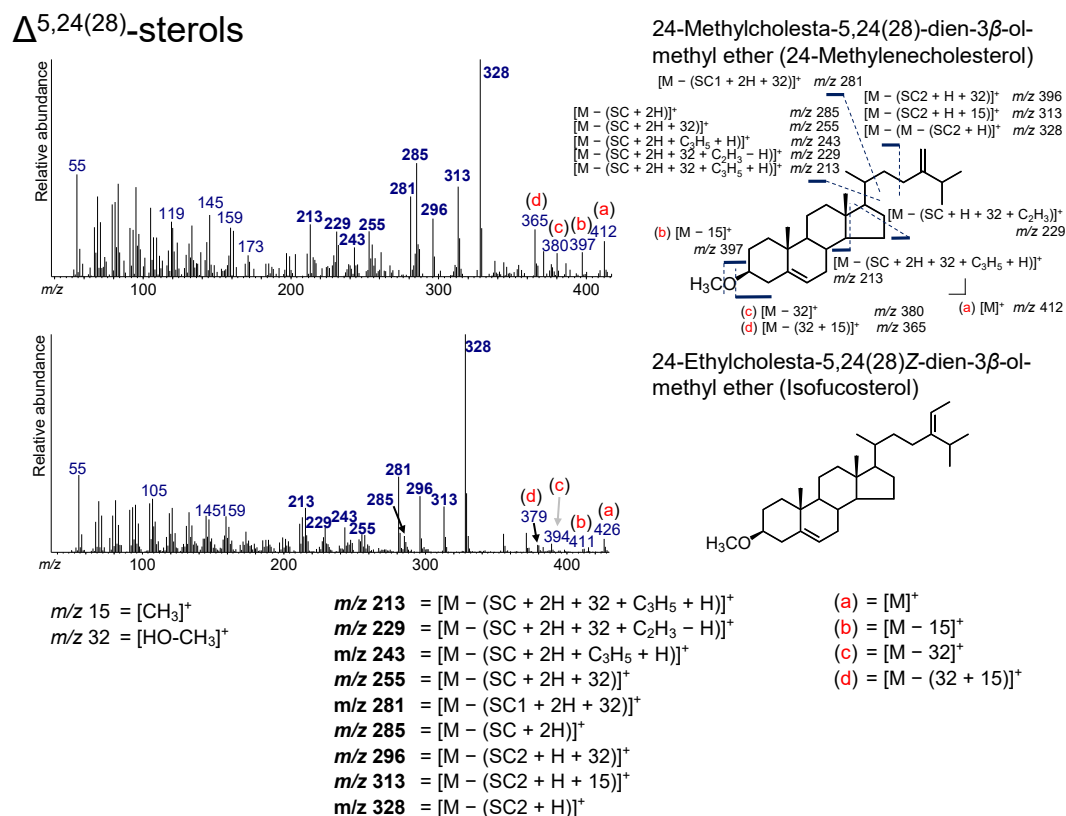 Δ5,24(28)-sterols
Relative abundance
328
55
119
145
159
173
213
229
243
255
281
285
296
313
(d)
365
(c)
380
(b)
397
(a)
412
m/z
100
200
300
400
24-Methylcholesta-5,24(28)-dien-3β-ol-
methyl ether (24-Methylenecholesterol)
[M − (SC1 + 2H + 32)]+ m/z 281
[M − (SC2 + H + 32)]+ m/z 396
[M − (SC2 + H + 15)]+ m/z 313
[M − (M − (SC2 + H)]+ m/z 328
[M − (SC + 2H)]+ m/z 285
[M − (SC + 2H + 32)]+ m/z 255
[M − (SC + 2H + C3H5 + H)]+ m/z 243
[M − (SC + 2H + 32 + C2H3 − H)]+ m/z 229
[M − (SC + 2H + 32 + C3H5 + H)]+ m/z 213
[M − (SC + H + 32 + C2H3)]+
m/z 229
(b) [M − 15]+
m/z 397
[M − (SC + 2H + 32 + C3H5 + H)]+
m/z 213
H3CO
(a) [M]+ m/z 412
(c) [M − 32]+ m/z 380
(d) [M − (32 + 15)]+ m/z 365
Relative abundance
328
55
105
145
159
213
229
243
255
281
285
296
313
(d)
379
(c)
394
(b)
411
(a)
426
m/z
100
200
300
400
24-Ethylcholesta-5,24(28)Z-dien-3β-ol-
methyl ether (Isofucosterol)
H3CO
m/z 15 = [CH3]+
m/z 32 = [HO-CH3]+
m/z 213 = [M − (SC + 2H + 32 + C3H5 + H)]+
m/z 229 = [M − (SC + 2H + 32 + C2H3 − H)]+
m/z 243 = [M − (SC + 2H + C3H5 + H)]+
m/z 255 = [M − (SC + 2H + 32)]+
m/z 281 = [M − (SC1 + 2H + 32)]+
m/z 285 = [M − (SC + 2H)]+
m/z 296 = [M − (SC2 + H + 32)]+
m/z 313 = [M − (SC2 + H + 15)]+
m/z 328 = [M − (SC2 + H)]+
(a) = [M]+
(b) = [M − 15]+
(c) = [M − 32]+
(d) = [M − (32 + 15)]+